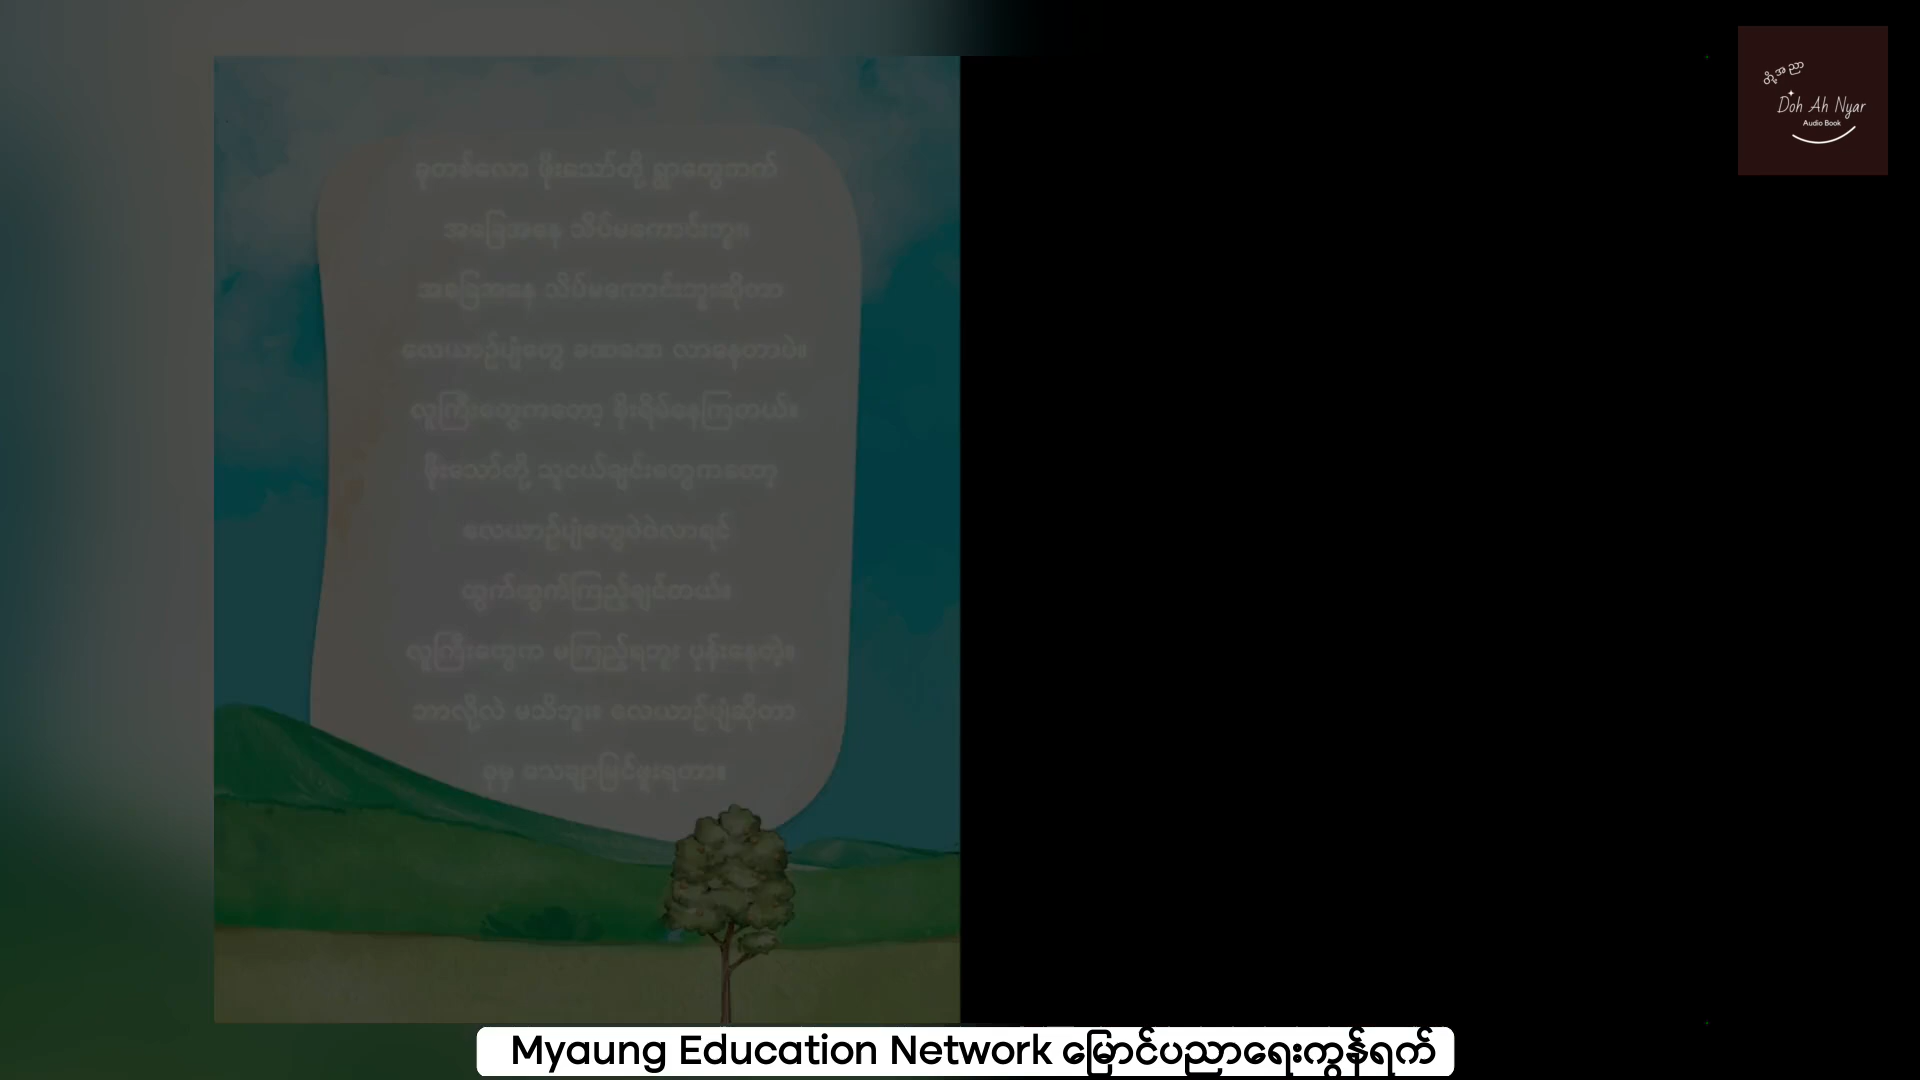 ခုတစ်လော ဖိုးသော်တို့ ရွာတွေဘက်
အခြေအနေ သိပ်မကောင်းဘူး။
အခြေအနေ သိပ်မကောင်းဘူးဆိုတာ
လေယာဉ်ပျံတွေ ခဏခဏ လာနေတာပဲ။
လူကြီးတွေကတော့ စိုးရိမ်နေကြတယ်။
ဖိုးသော်တို့ သူငယ်ချင်းတွေကတော့
လေယာဉ်ပျံတွေဝဲဝဲလာရင်
ထွက်ထွက်ကြည့်ချင်တယ်။
လူကြီးတွေက မကြည့်ရဘူး ပုန်းနေတဲ့။
ဘာလို့လဲ မသိဘူး။ လေယာဉ်ပျံဆိုတာ
ခုမှ သေချာမြင်ဖူးရတာ။
တို့အညာ
Doh Ah Nyar
Audio Book
Myaung Education Network မြောင်ပညာရေးကွန်ရက်